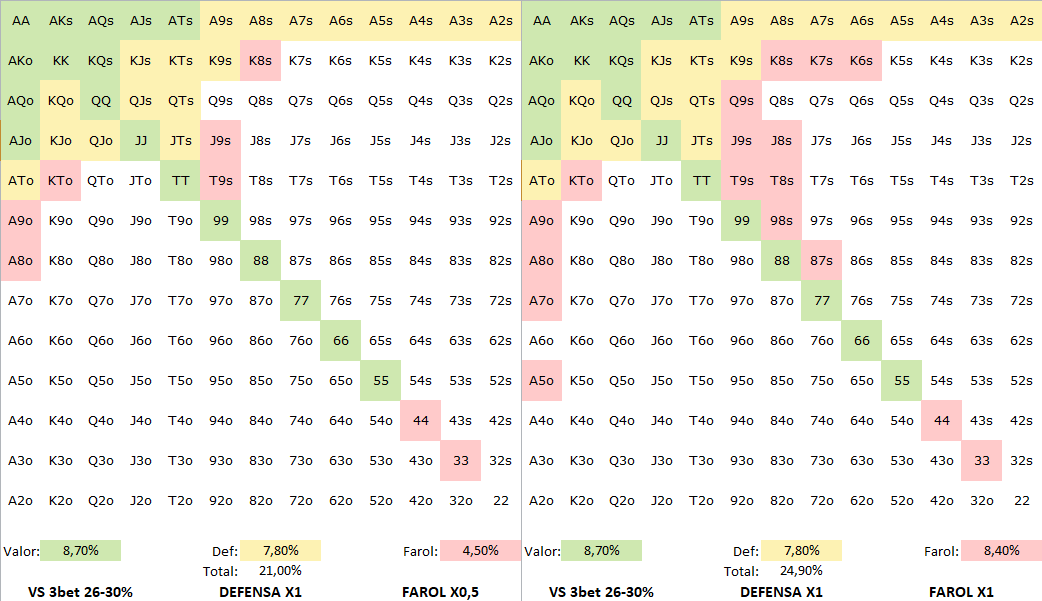 AA AKs AQs AJs ATs A9s A8s A7s A6s A5s A4s A3s A2s AA AKs AQs AJs ATs A9s A8s A7s A6s A5s A4s A3s A2s
AKo KK KQs KJs KTs K9s K8s K7s K6s K5s K4s K3s K2s AKo KK KQs KJs KTs K9s K8s K7s K6s K5s K4s K3s K2s
AQo KQo QQ QJs QTs Q9s Q8s Q7s Q6s Q5s Q4s Q3s Q2s AQo KQo QQ QJs QTs Q9s Q8s Q7s Q6s Q5s Q4s Q3s Q2s
AJo KJo QJo JJ JTs J9s J8s J7s J6s J5s J4s J3s J2s AJo KJo QJo JJ JTs J9s J8s J7s J6s J5s J4s J3s J2s
ATo KTo QTo JTo TT T9s T8s T7s T6s T5s T4s T3s T2s ATo KTo QTo JTo TT T9s T8s T7s T6s T5s T4s T3s T2s
A9o K9o Q9o J9o T9o 99 98s 97s 96s 95s 94s 93s 92s A9o K9o Q9o J9o T9o 99 98s 97s 96s 95s 94s 93s 92s
A8o K8o Q8o J8o T8o 98o 88 87s 86s 85s 84s 83s 82s A8o K8o Q8o J8o T8o 98o 88 87s 86s 85s 84s 83s 82s
A7o K7o Q7o J7o T7o 97o 87o 77 76s 75s 74s 73s 72s A7o K7o Q7o J7o T7o 97o 87o 77 76s 75s 74s 73s 72s
A6o K6o Q6o J6o T6o 96o 86o 76o 66 65s 64s 63s 62s A6o K6o Q6o J6o T6o 96o 86o 76o 66 65s 64s 63s 62s
A5o K5o Q5o J5o T5o 95o 85o 75o 65o 55 54s 53s 52s A5o K5o Q5o J5o T5o 95o 85o 75o 65o 55 54s 53s 52s
A4o K4o Q4o J4o T4o 94o 84o 74o 64o 54o 44 43s 42s A4o K4o Q4o J4o T4o 94o 84o 74o 64o 54o 44 43s 42s
A3o K3o Q3o J3o T3o 93o 83o 73o 63o 53o 43o 33 32s A3o K3o Q3o J3o T3o 93o 83o 73o 63o 53o 43o 33 32s
A2o K2o Q2o J2o T2o 92o 82o 72o 62o 52o 42o 32o 22 A2o K2o Q2o J2o T2o 92o 82o 72o 62o 52o 42o 32o 22
Valor: 8,70% Def: 7,80% Farol: 4,50% Valor: 8,70% Def: 7,80% Farol: 8,40%
Total: 21,00% Total: 24,90%
VS 3bet 26-30% DEFENSA X1 FAROL X0,5 VS 3bet 26-30% DEFENSA X1 FAROL X1